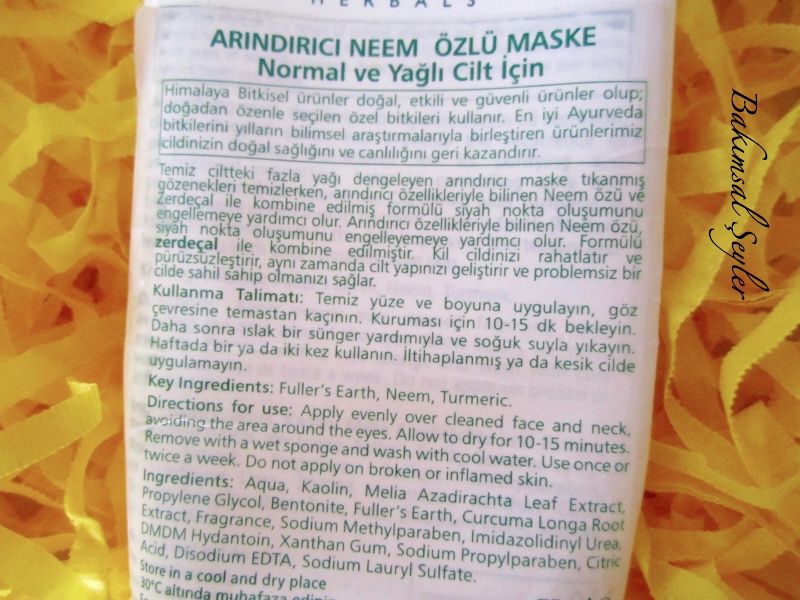 HERBALS
ARINDIRICI NEEM ÖZLÜ MASKE
Normal ve Yağlı Cilt İçin
Himalaya Bitkisel ürünler doğal, etkili ve güvenli ürünler olup;
doğadan özenle seçilen özel bitkileri kullanır. En iyi Ayurveda
bitkilerini yılların bilimsel araştırmalarıyla birleştiren ürünlerimiz
cildinizin doğal sağlığını ve canlılığını geri kazandırır.
Temiz ciltteki fazla yağı dengeleyen arındırıcı maske tıkanmış
gözenekleri temizlerken, arındırıcı özellikleriyle bilinen Neem özü ve
Zerdeçal ile kombine edilmiş formülü siyah nokta oluşumunu
engellemeye yardımcı olur. Arındırıcı özellikleriyle bilinen Neem özü,
siyah nokta oluşumunu engelleyemeye yardımcı olur. Formülü
zerdeçal ile kombine edilmiştir. Kil cildinizi rahatlatır ve
pürüzsüzleştirir, aynı zamanda cilt yapınızı geliştirir ve problemsiz bir
cilde sahil sahip olmanızı sağlar.
Kullanma Talimatı: Temiz yüze ve boyuna uygulayın, göz
çevresine temastan kaçının. Kuruması için 10-15 dk bekleyin.
Daha sonra ıslak bir sünger yardımıyla ve soğuk suyla yıkayın.
Haftada bir ya da iki kez kullanın. İltihaplanmış ya da kesik cilde
uygulamayın.
Key Ingredients: Fuller's Earth, Neem, Turmeric.
Directions for use: Apply evenly over cleaned face and neck,
avoiding the area around the eyes. Allow to dry for 10-15 minutes.
Remove with a wet sponge and wash with cool water. Use once or
twice a week. Do not apply on broken or inflamed skin.
Ingredients: Aqua, Kaolin, Melia Azadirachta Leaf Extract,
Propylene Glycol, Bentonite, Fuller's Earth, Curcuma Longa Root
Extract, Fragrance, Sodium Methylparaben, Imidazolidinyl Urea,
DMDM Hydantoin, Xanthan Gum, Sodium Propylparaben, Citric
Acid, Disodium EDTA, Sodium Lauryl Sulfate.
Store in a cool and dry place
30°C altında muhafaza edinin
Bakımsal Şeyler